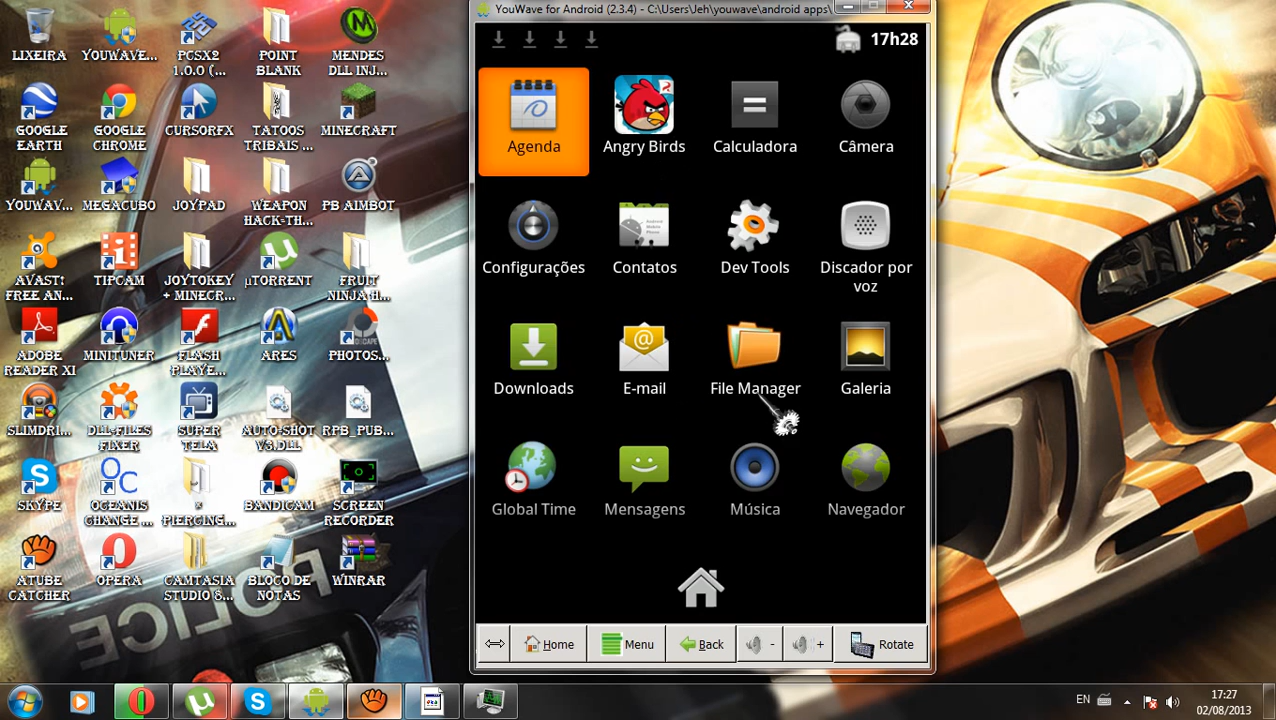 LIXEIRA
YOUWAVE...
PCSX2
1.0.0 (...
POINT
BLANK
MENDES
DLL INJ...
GOOGLE
EARTH
GOOGLE
CHROME
CURSORFX
TATOOS
TRIBAIS ...
MINECRAFT
YOUWAV...
MEGACUBO
JOYPAD
WEAPON
HACK-TH...
PB AIMBOT
AVAST!
FREE AN...
TIPCAM
JOYTOKEY
+ MINECR...
µTORRENT
FRUIT
NINJA H...
ADOBE
READER XI
MINITUNER
FLASH
PLAYE...
ARES
PHOTOS...
SLIMDRI...
DLL-FILES
FIXER
SUPER
TELA
AUTO-SHOT
V3.DLL
RPB_PUB...
SKYPE
OCEANIS
CHANGE ...
*
PIERCING...
BANDICAM
SCREEN
RECORDER
ATUBE
CATCHER
OPERA
CAMTASIA
STUDIO 8...
BLOCO DE
NOTAS
WINRAR
POLICE
YouWave for Android (2.3.4) - C:\Users\Jeh\youwave\android apps\
17h28
Agenda
Angry Birds
Calculadora
Câmera
Configurações
Contatos
Dev Tools
Discador por
voz
Downloads
E-mail
File Manager
Galeria
Global Time
Mensagens
Música
Navegador
Home
Menu
Back
-
+
Rotate
EN
17:27
02/08/2013